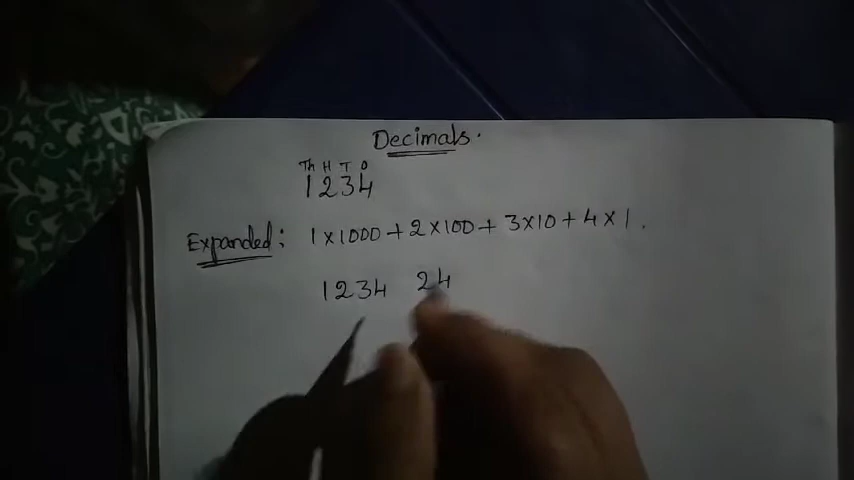 Decimals.
Th H T O
1234
Expanded: 1×1000 + 2×100 + 3×10 + 4×1.
1234 24